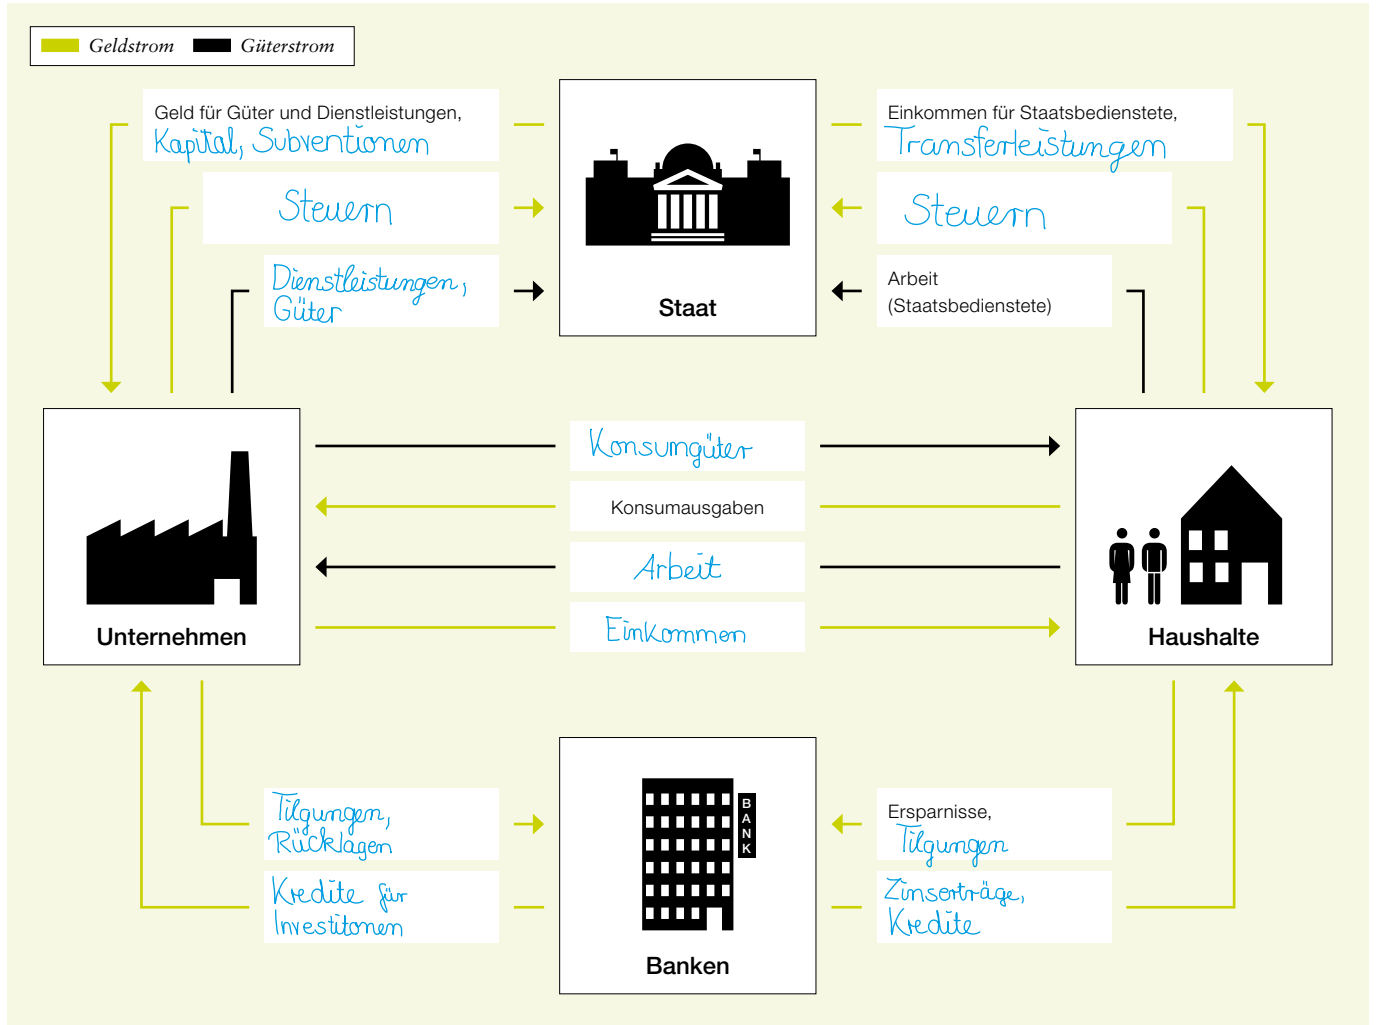 Geldstrom Güterstrom
Geld für Güter und Dienstleistungen,
Kapital, Subventionen
Einkommen für Staatsbedienstete,
Transferleistungen
Steuern
Steuern
Dienstleistungen,
Güter
Arbeit
(Staatsbedienstete)
Staat
Konsumgüter
Konsumausgaben
Arbeit
Einkommen
Unternehmen
Haushalte
Tilgungen,
Rücklagen
BANK
Ersparnisse,
Tilgungen
Kredite für
Investitonen
Zinserträge,
Kredite
Banken